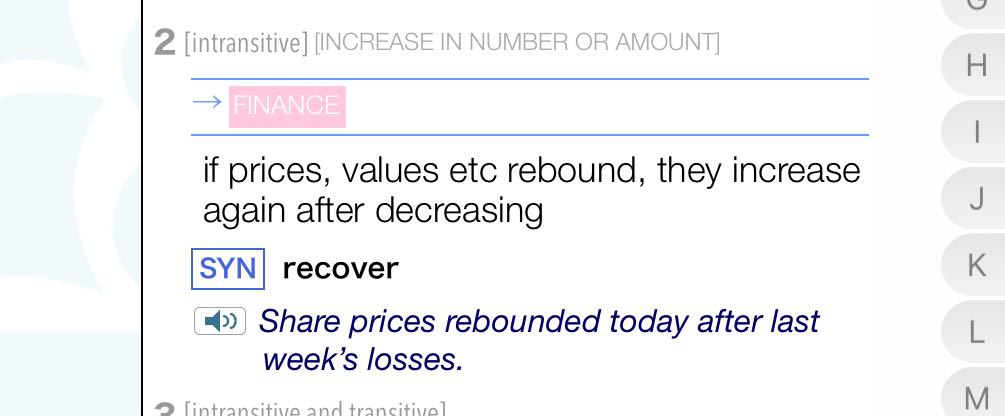 2 [intransitive] [INCREASE IN NUMBER OR AMOUNT]
→ FINANCE
if prices, values etc rebound, they increase
again after decreasing
SYN recover
Share prices rebounded today after last
week’s losses.
3 [intransitive and transitive]
G
H
I
J
K
L
M